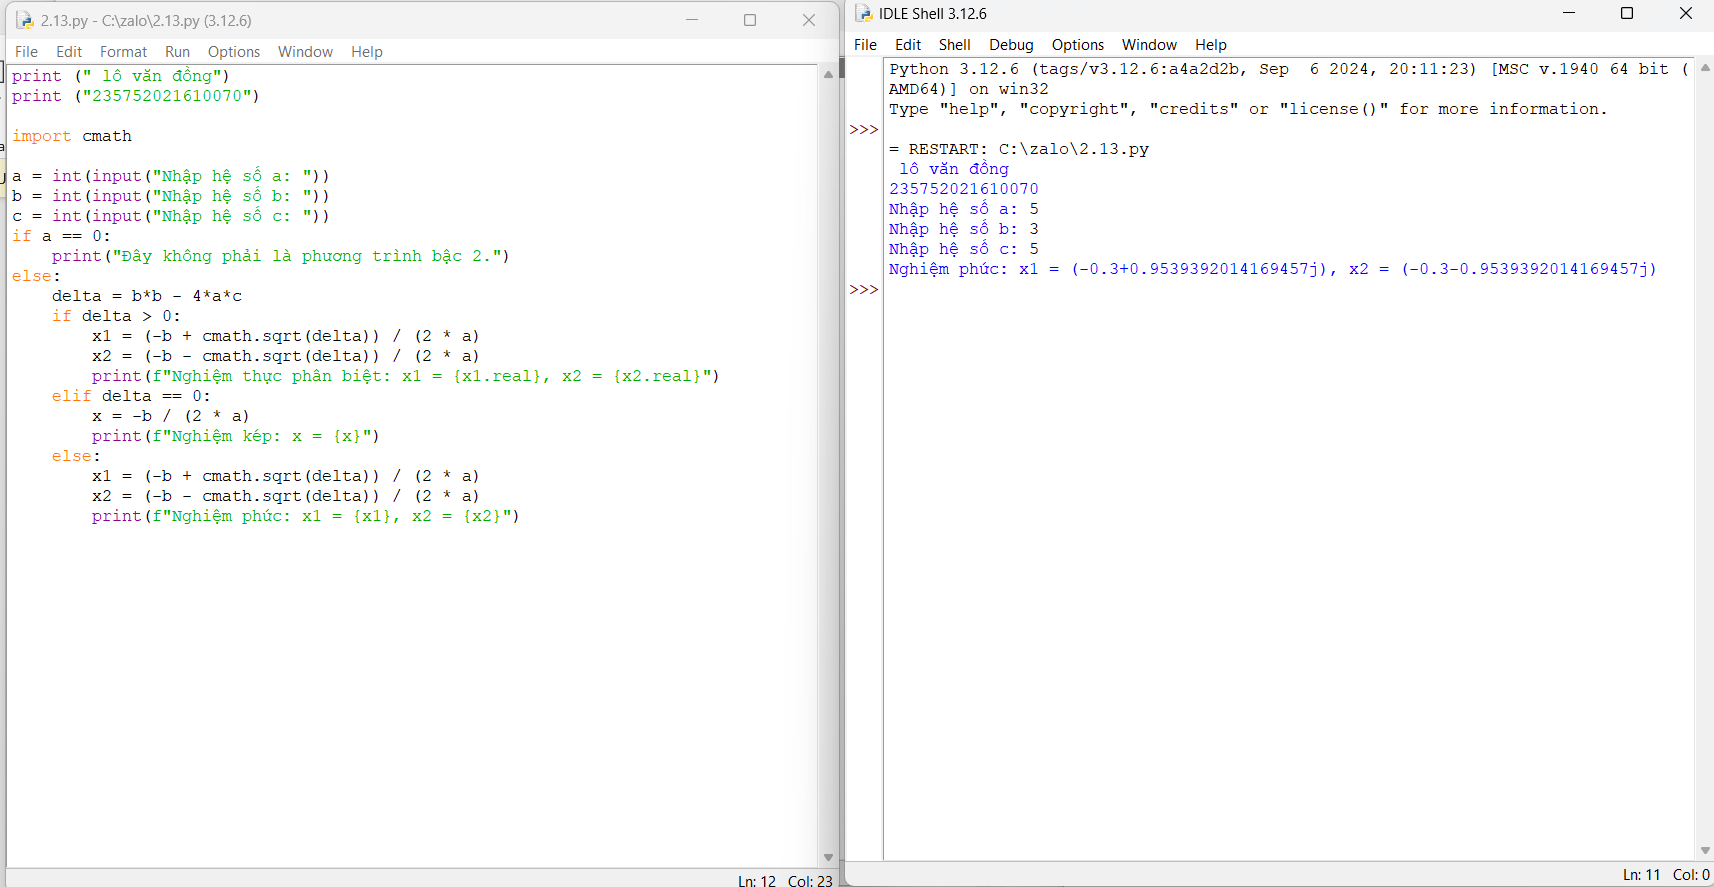 2.13.py - C:\zalo\2.13.py (3.12.6)
File Edit Format Run Options Window Help
print (" lô văn đồng")
print ("235752021610070")
import cmath
a = int(input("Nhập hệ số a: "))
b = int(input("Nhập hệ số b: "))
c = int(input("Nhập hệ số c: "))
if a == 0:
    print("Đây không phải là phương trình bậc 2.")
else:
    delta = b*b - 4*a*c
    if delta > 0:
        x1 = (-b + cmath.sqrt(delta)) / (2 * a)
        x2 = (-b - cmath.sqrt(delta)) / (2 * a)
        print(f"Nghiệm thực phân biệt: x1 = {x1.real}, x2 = {x2.real}")
    elif delta == 0:
        x = -b / (2 * a)
        print(f"Nghiệm kép: x = {x}")
    else:
        x1 = (-b + cmath.sqrt(delta)) / (2 * a)
        x2 = (-b - cmath.sqrt(delta)) / (2 * a)
        print(f"Nghiệm phức: x1 = {x1}, x2 = {x2}")
Ln: 12 Col: 23
IDLE Shell 3.12.6
File Edit Shell Debug Options Window Help
Python 3.12.6 (tags/v3.12.6:a4a2d2b, Sep  6 2024, 20:11:23) [MSC v.1940 64 bit (
AMD64)] on win32
Type "help", "copyright", "credits" or "license()" for more information.
>>>
= RESTART: C:\zalo\2.13.py
 lô văn đồng
235752021610070
Nhập hệ số a: 5
Nhập hệ số b: 3
Nhập hệ số c: 5
Nghiệm phức: x1 = (-0.3+0.9539392014169457j), x2 = (-0.3-0.9539392014169457j)
>>>
Ln: 11 Col: 0